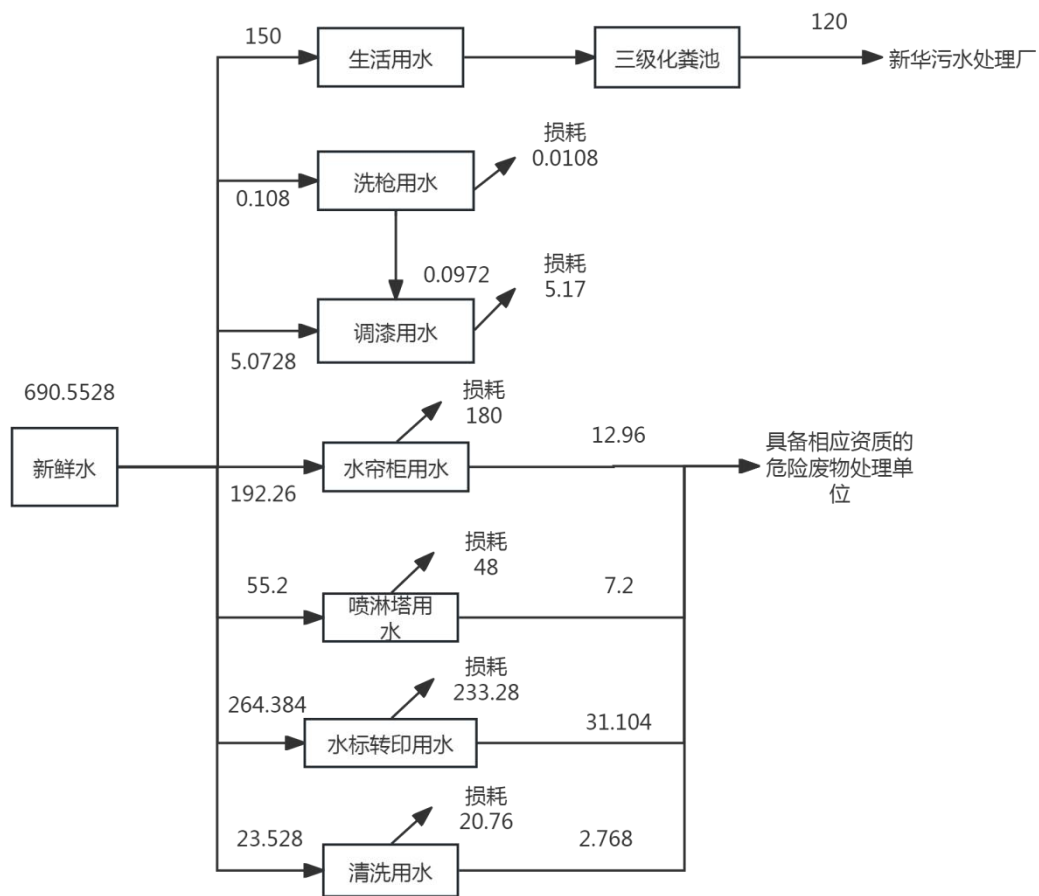 150
生活用水
三级化粪池
120
新华污水处理厂
损耗
0.0108
洗枪用水
0.108
0.0972
损耗
5.17
调漆用水
5.0728
690.5528
新鲜水
损耗
180
水帘柜用水
192.26
12.96
具备相应资质的
危险废物处理单
位
损耗
48
55.2
喷淋塔用
水
7.2
损耗
233.28
264.384
水标转印用水
31.104
损耗
20.76
23.528
清洗用水
2.768